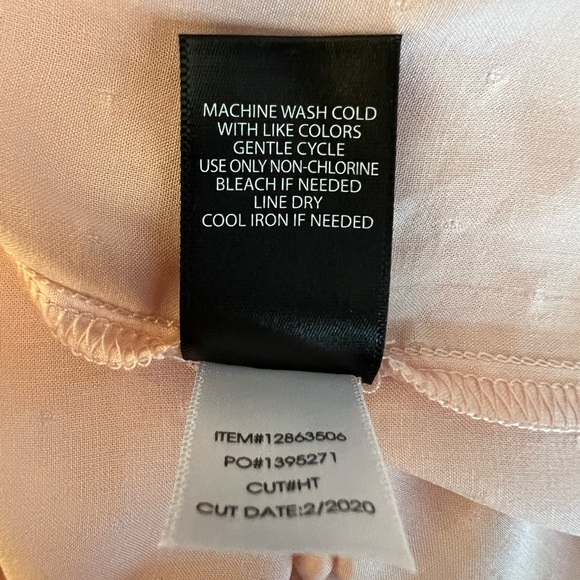 MACHINE WASH COLD
WITH LIKE COLORS
GENTLE CYCLE
USE ONLY NON-CHLORINE
BLEACH IF NEEDED
LINE DRY
COOL IRON IF NEEDED
ITEM#12863506
PO#1395271
CUT#HT
CUT DATE:2/2020